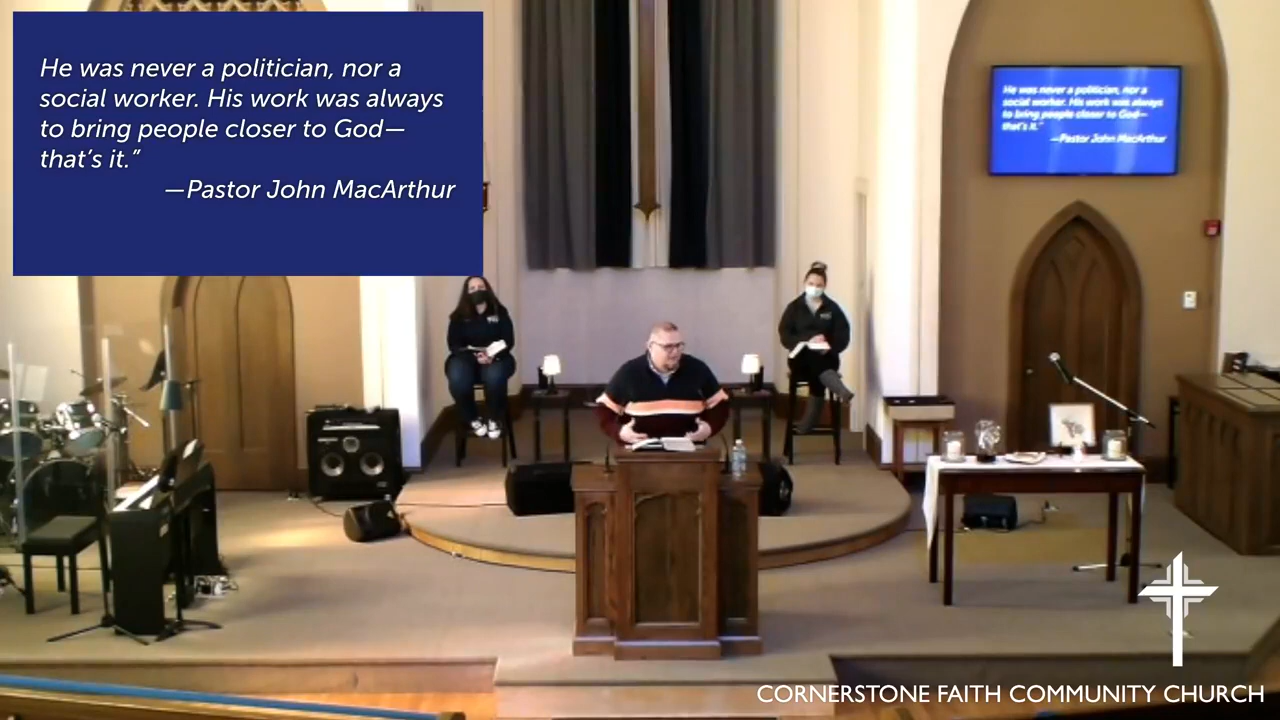 He was never a politician, nor a
social worker. His work was always
to bring people closer to God—
that's it.”
—Pastor John MacArthur
He was never a politician, nor a
social worker. His work was always
to bring people closer to God—
that's it.”
—Pastor John MacArthur
CORNERSTONE FAITH COMMUNITY CHURCH